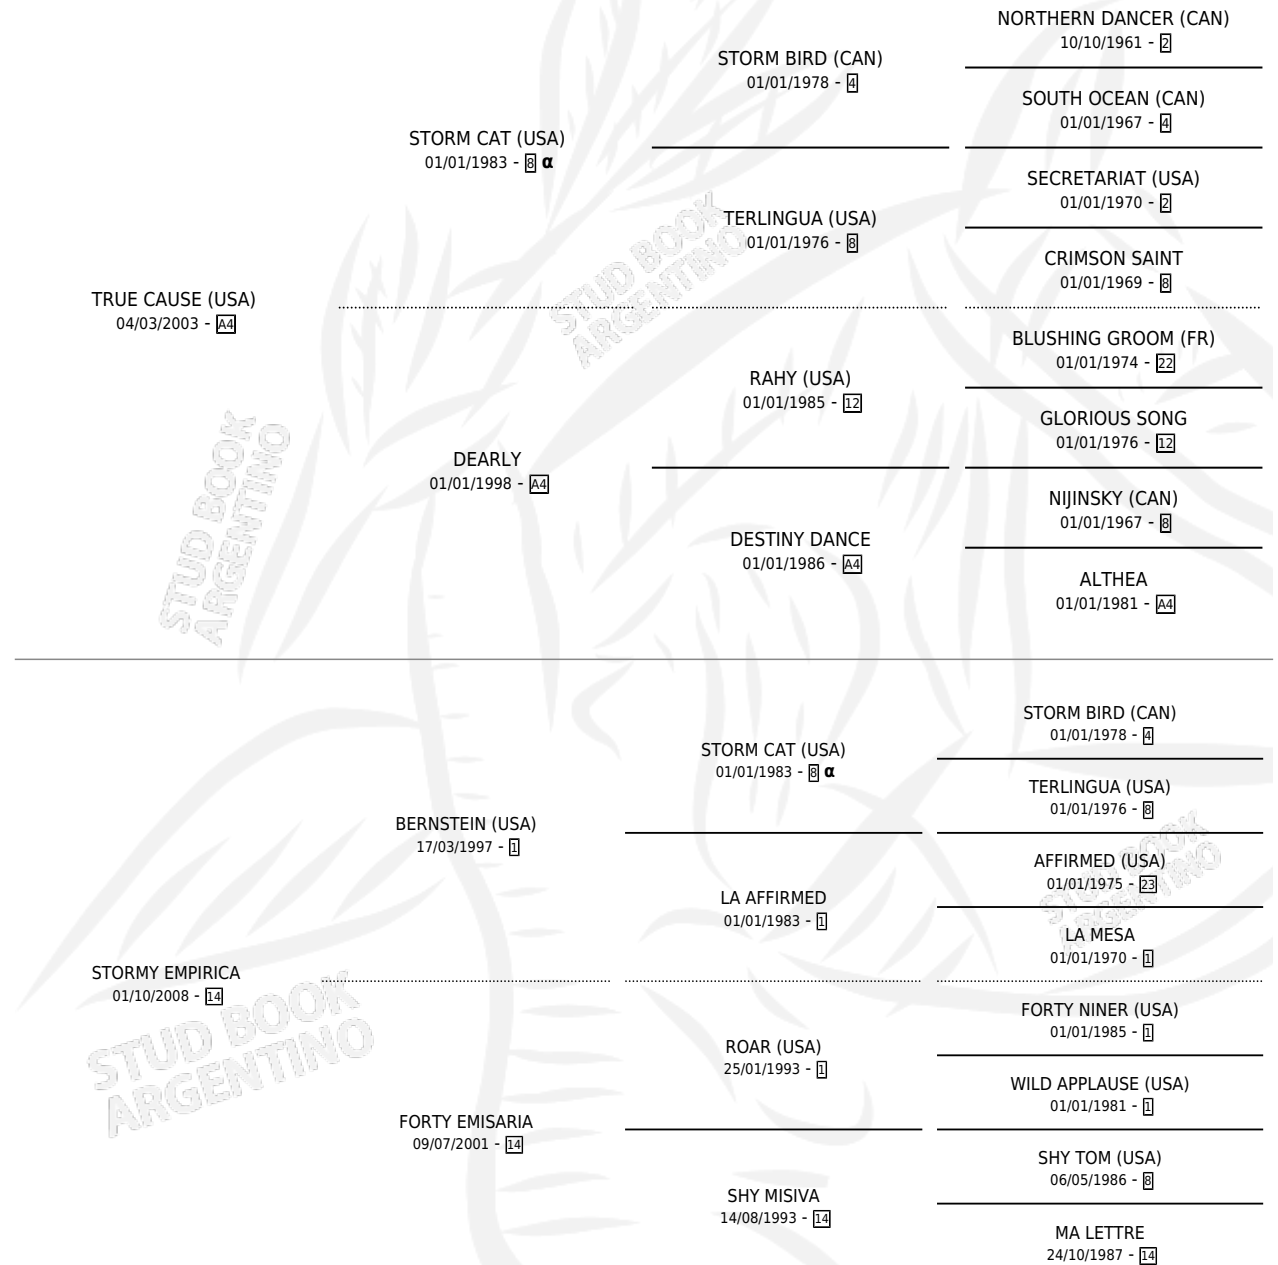 NORTHERN DANCER (CAN)
10/10/1961 - 2
STORM BIRD (CAN)
01/01/1978 - 4
SOUTH OCEAN (CAN)
01/01/1967 - 4
STORM CAT (USA)
01/01/1983 - 8 α
SECRETARIAT (USA)
01/01/1970 - 2
TERLINGUA (USA)
01/01/1976 - 8
CRIMSON SAINT
01/01/1969 - 8
TRUE CAUSE (USA)
04/03/2003 - A4
BLUSHING GROOM (FR)
01/01/1974 - 22
RAHY (USA)
01/01/1985 - 12
GLORIOUS SONG
01/01/1976 - 12
DEARLY
01/01/1998 - A4
NIJINSKY (CAN)
01/01/1967 - 8
DESTINY DANCE
01/01/1986 - A4
ALTHEA
01/01/1981 - A4
STORM BIRD (CAN)
01/01/1978 - 4
STORM CAT (USA)
01/01/1983 - 8 α
TERLINGUA (USA)
01/01/1976 - 8
BERNSTEIN (USA)
17/03/1997 - 1
AFFIRMED (USA)
01/01/1975 - 23
LA AFFIRMED
01/01/1983 - 1
LA MESA
01/01/1970 - 1
STORMY EMPIRICA
01/10/2008 - 14
FORTY NINER (USA)
01/01/1985 - 1
ROAR (USA)
25/01/1993 - 1
WILD APPLAUSE (USA)
01/01/1981 - 1
FORTY EMISARIA
09/07/2001 - 14
SHY TOM (USA)
06/05/1986 - 8
SHY MISIVA
14/08/1993 - 14
MA LETTRE
24/10/1987 - 14
STUD BOOK
ARGENTINO
STUD BOOK
ARGENTINO
STUD BOOK
ARGENTINO
STUD BOOK
ARGENTINO